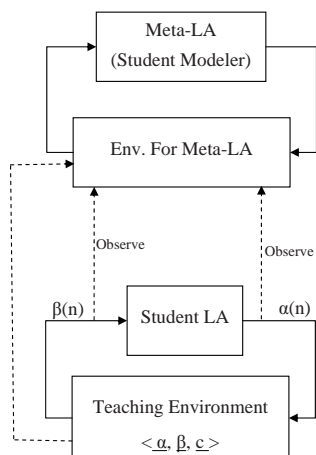 Meta-LA
(Student Modeler)
Env. For Meta-LA
Observe
Observe
β(n)
α(n)
Student LA
Teaching Environment
< α, β, c >